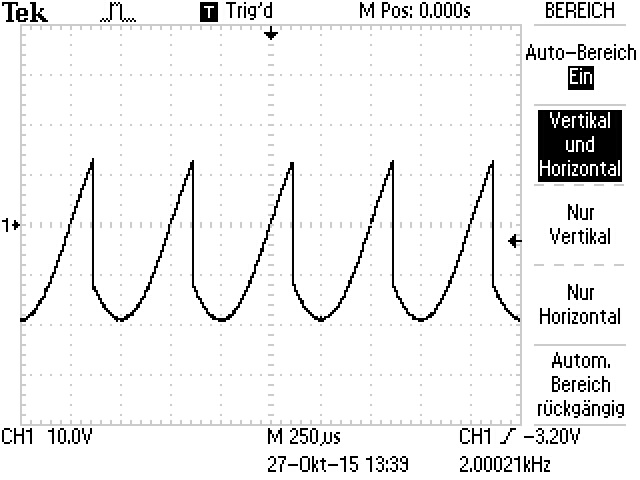 Tek
T Trig'd
M Pos: 0.000s
BEREICH
Auto-Bereich
Ein
Vertikal
und
Horizontal
1
Nur
Vertikal
Nur
Horizontal
Autom.
Bereich
rückgängig
CH1 10.0V
M 250µs
CH1 -3.20V
27-Okt-15 13:39
2.00021kHz